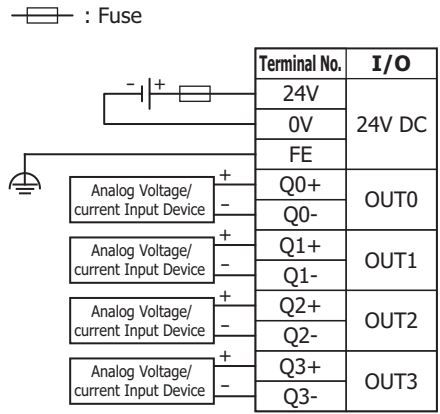 : Fuse
Terminal No. I/O
- + 24V
0V 24V DC
FE
Analog Voltage/
current Input Device
+ Q0+
- Q0-
OUT0
Analog Voltage/
current Input Device
+ Q1+
- Q1-
OUT1
Analog Voltage/
current Input Device
+ Q2+
- Q2-
OUT2
Analog Voltage/
current Input Device
+ Q3+
- Q3-
OUT3